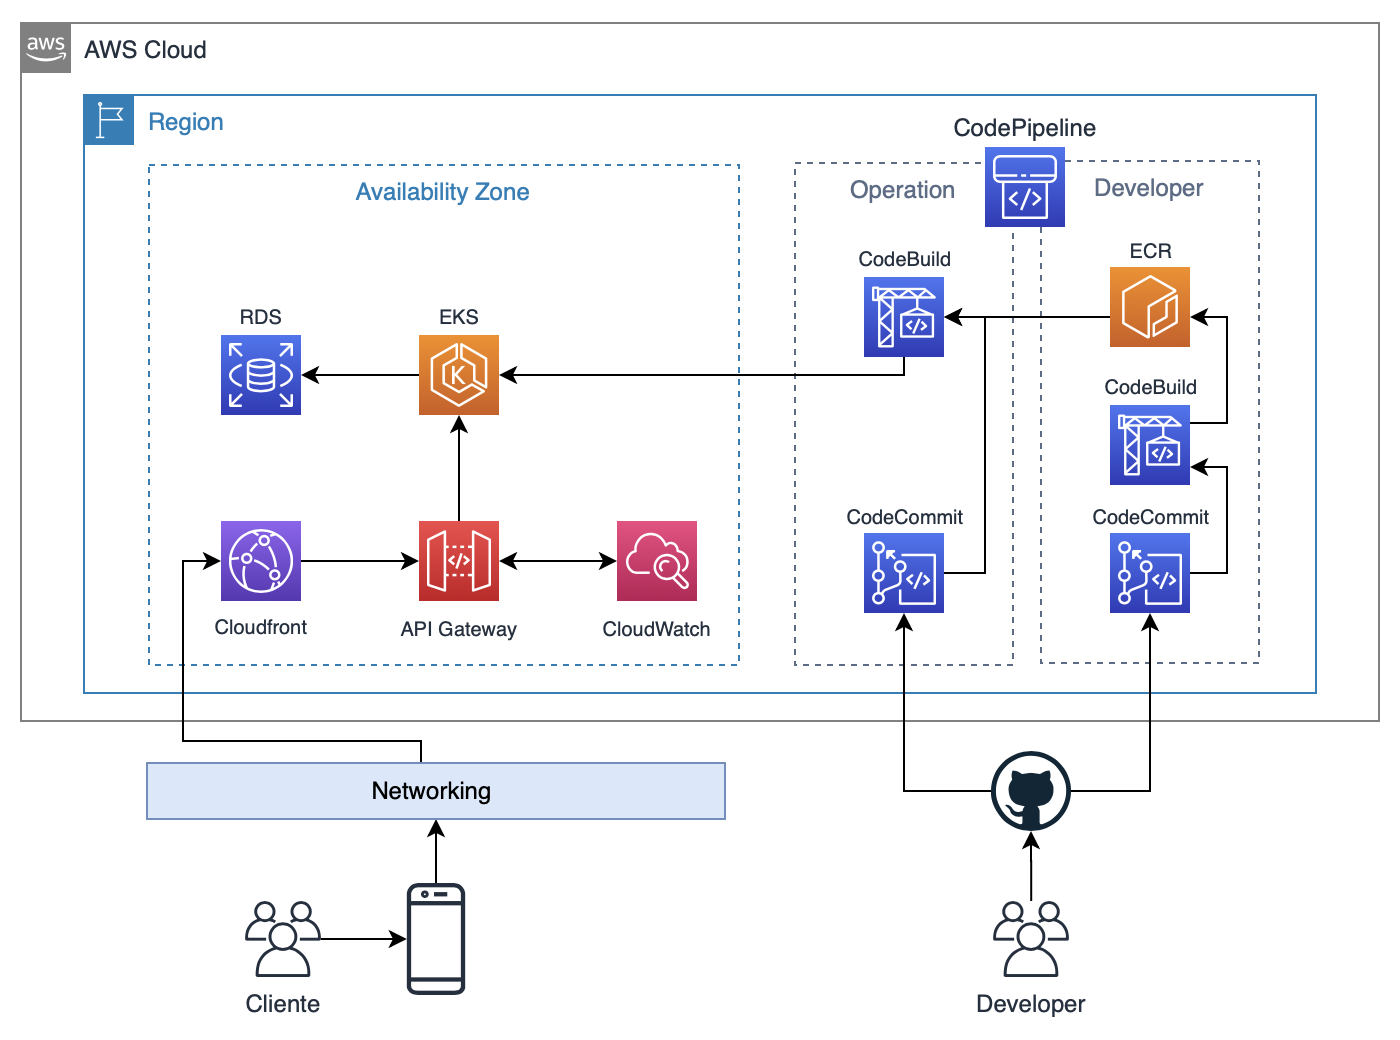 aws
AWS Cloud
Region
CodePipeline
Availability Zone
Operation
Developer
CodeBuild
ECR
RDS
EKS
K
CodeBuild
CodeCommit
CodeCommit
Cloudfront
API Gateway
CloudWatch
Networking
Cliente
Developer